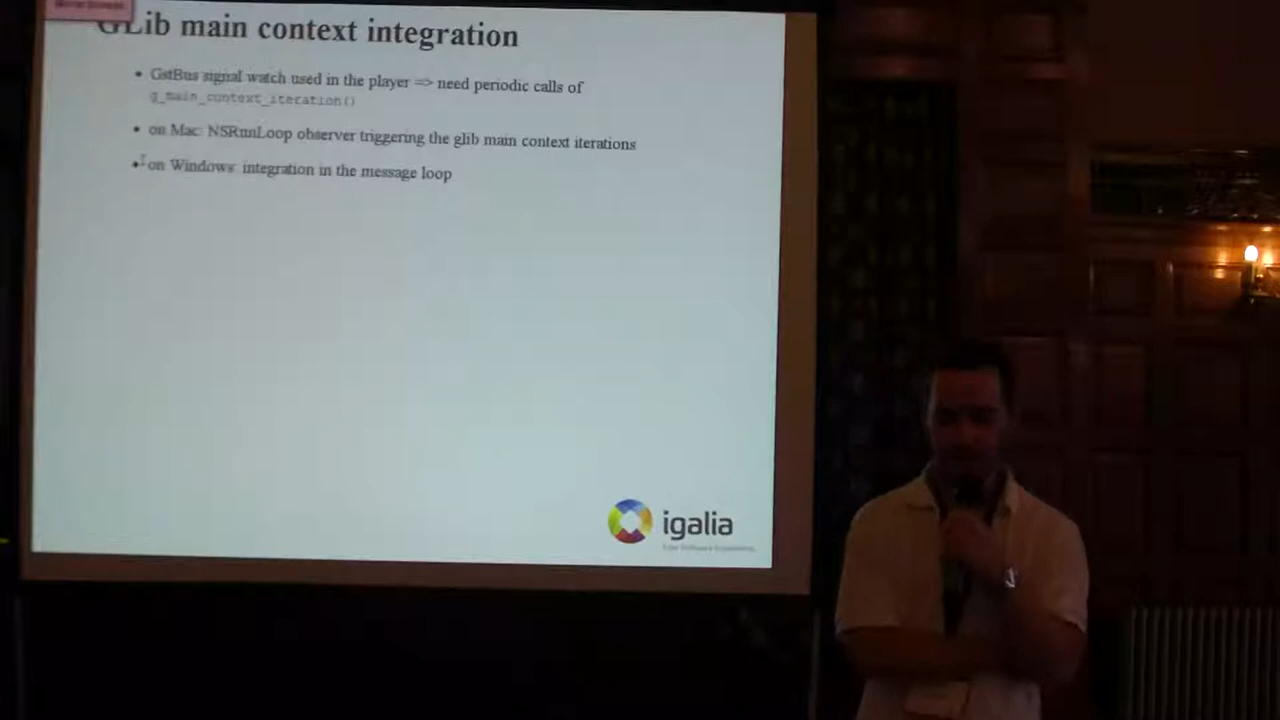 GLib main context integration
• GstBus signal watch used in the player => need periodic calls of
g_main_context_iteration()
• on Mac: NSRunLoop observer triggering the glib main context iterations
• on Windows: integration in the message loop
igalia